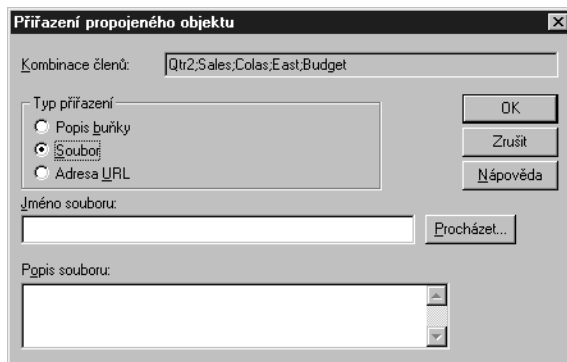 Přiřazení propojeného objektu
Kombinace členů: Qtr2;Sales;Colas;East;Budget
Typ přiřazení
Popis buňky
Soubor
Adresa URL
OK
Zrušit
Nápověda
Jméno souboru:
Procházet...
Popis souboru: